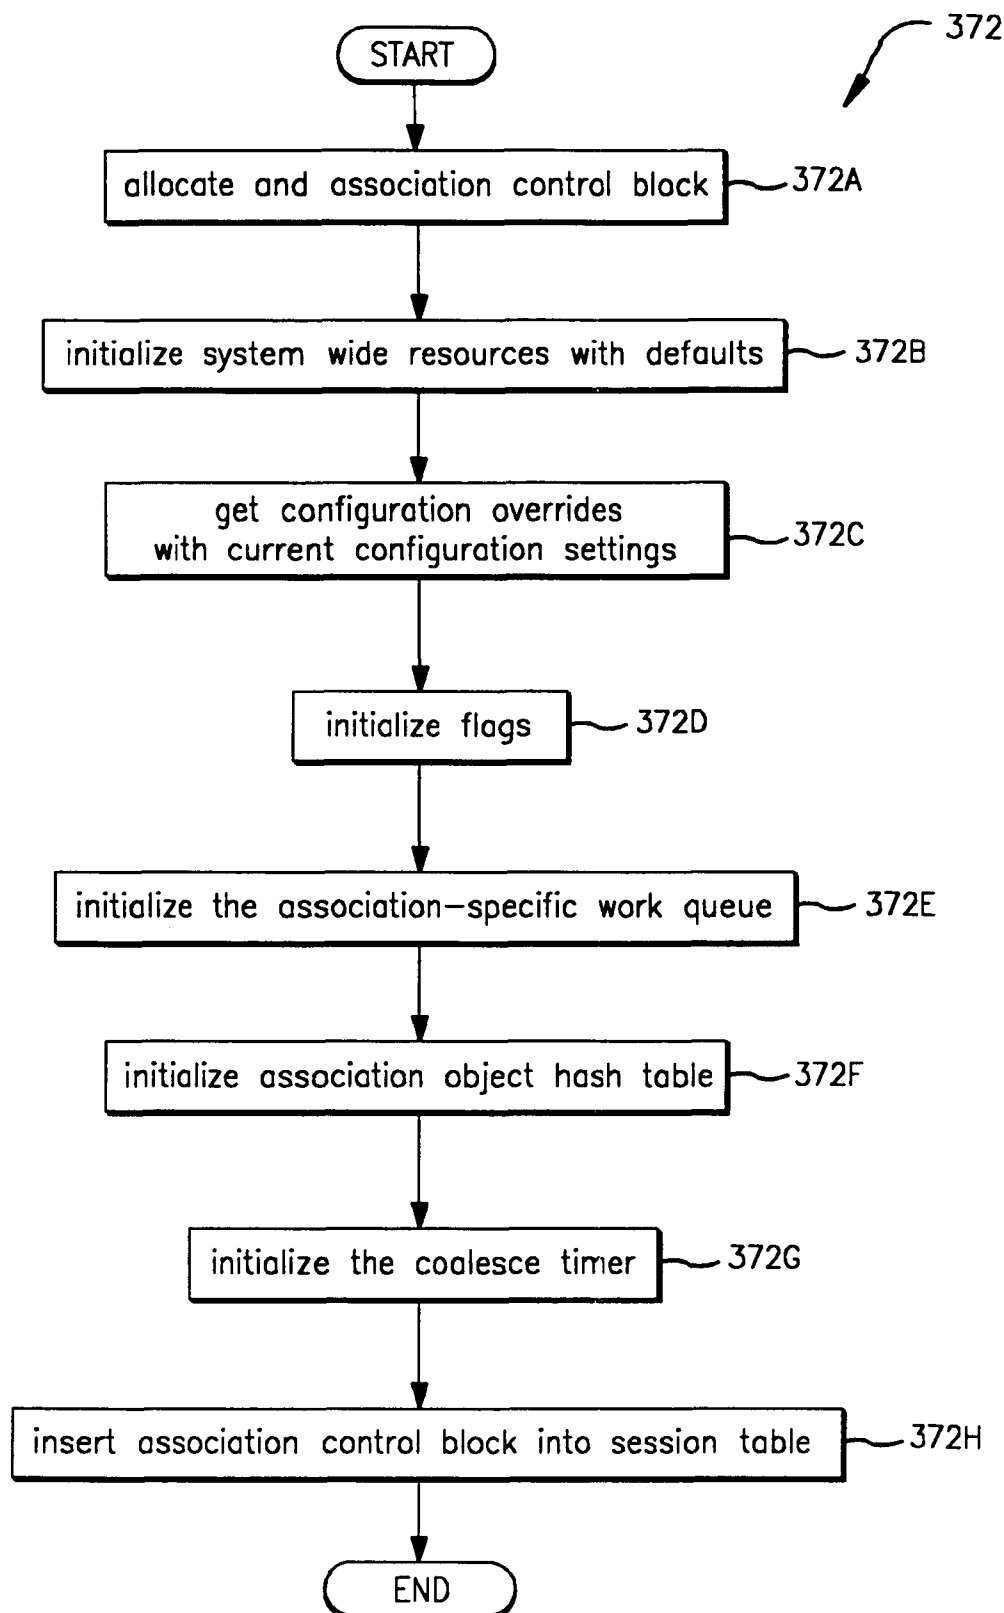 372
START
allocate and association control block
372A
initialize system wide resources with defaults
372B
get configuration overrides
with current configuration settings
372C
initialize flags
372D
initialize the association-specific work queue
372E
initialize association object hash table
372F
initialize the coalesce timer
372G
insert association control block into session table
372H
END